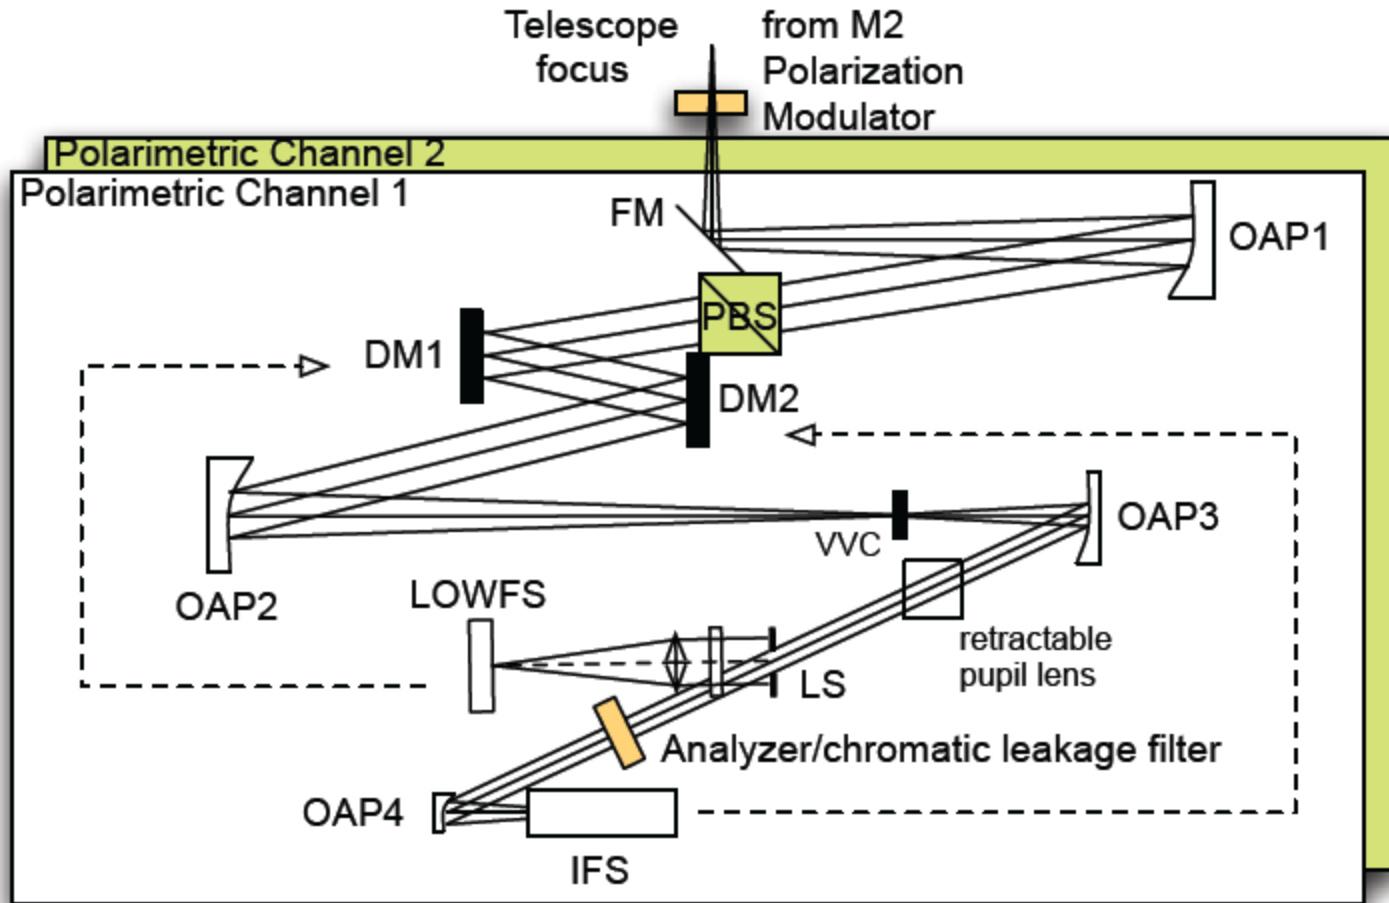 Telescope
focus
from M2
Polarization
Modulator
Polarimetric Channel 2
Polarimetric Channel 1
FM
OAP1
PBS
DM1
DM2
OAP3
VVC
OAP2
LOWFS
retractable
pupil lens
LS
Analyzer/chromatic leakage filter
OAP4
IFS